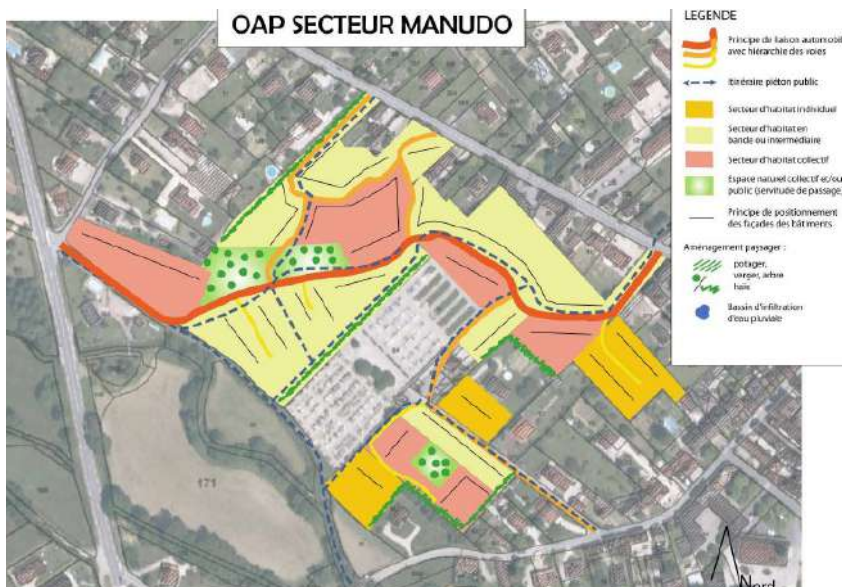 OAP SECTEUR MANUDO
LEGENDE
Principe de liaison automobil
avec hiérarchie des voies
Itinéraire piéton public
Secteur d'habitat individuel
Secteur d'habitat en
bande ou intermédiaire
Secteur d'habitat collectif
Espace naturel collectif et/ou
public (servitude de passage)
Principe de positionnement
des façades des bâtiments
Aménagement paysager :
potager,
verger, arbre
haie
Bassin d'infiltration
d'eau pluviale
171
Nord